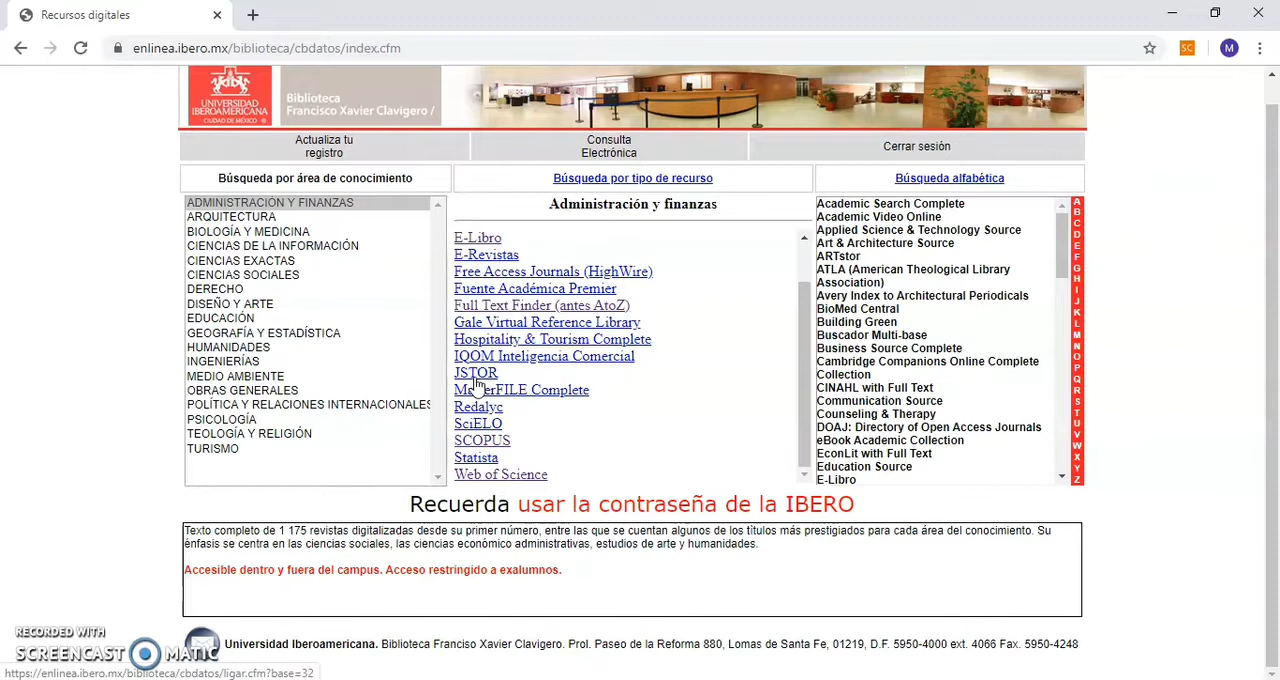 Recursos digitales
enlinea.ibero.mx/biblioteca/cbdatos/index.cfm
SC
M
UNIVERSIDAD
IBEROAMERICANA
CIUDAD DE MÉXICO
Biblioteca
Francisco Xavier Clavigero /
Actualiza tu
registro
Consulta
Electrónica
Cerrar sesión
Búsqueda por área de conocimiento
Búsqueda por tipo de recurso
Búsqueda alfabética
ADMINISTRACIÓN Y FINANZAS
ARQUITECTURA
BIOLOGÍA Y MEDICINA
CIENCIAS DE LA INFORMACIÓN
CIENCIAS EXACTAS
CIENCIAS SOCIALES
DERECHO
DISEÑO Y ARTE
EDUCACIÓN
GEOGRAFÍA Y ESTADÍSTICA
HUMANIDADES
INGENIERÍAS
MEDIO AMBIENTE
OBRAS GENERALES
POLÍTICA Y RELACIONES INTERNACIONALES
PSICOLOGÍA
TEOLOGÍA Y RELIGIÓN
TURISMO
Administración y finanzas
E-Libro
E-Revistas
Free Access Journals (HighWire)
Fuente Académica Premier
Full Text Finder (antes AtoZ)
Gale Virtual Reference Library
Hospitality & Tourism Complete
IQOM Inteligencia Comercial
JSTOR
MasterFILE Complete
Redalyc
SciELO
SCOPUS
Statista
Web of Science
Academic Search Complete
Academic Video Online
Applied Science & Technology Source
Art & Architecture Source
ARTstor
ATLA (American Theological Library
Association)
Avery Index to Architectural Periodicals
BioMed Central
Building Green
Buscador Multi-base
Business Source Complete
Cambridge Companions Online Complete
Collection
CINAHL with Full Text
Communication Source
Counseling & Therapy
DOAJ: Directory of Open Access Journals
eBook Academic Collection
EconLit with Full Text
Education Source
E-Libro
A
B
C
D
E
F
G
H
I
J
K
L
M
N
O
P
Q
R
S
T
U
V
W
X
Y
Z
Recuerda usar la contraseña de la IBERO
Texto completo de 1 175 revistas digitalizadas desde su primer número, entre las que se cuentan algunos de los títulos más prestigiados para cada área del conocimiento. Su
énfasis se centra en las ciencias sociales, las ciencias económico administrativas, estudios de arte y humanidades.
Accesible dentro y fuera del campus. Acceso restringido a exalumnos.
Universidad Iberoamericana. Biblioteca Franciso Xavier Clavigero. Prol. Paseo de la Reforma 880, Lomas de Santa Fe, 01219, D.F. 5950-4000 ext. 4066 Fax. 5950-4248
RECORDED WITH
SCREENCAST MATIC
https://enlinea.ibero.mx/biblioteca/cbdatos/ligar.cfm?base=32